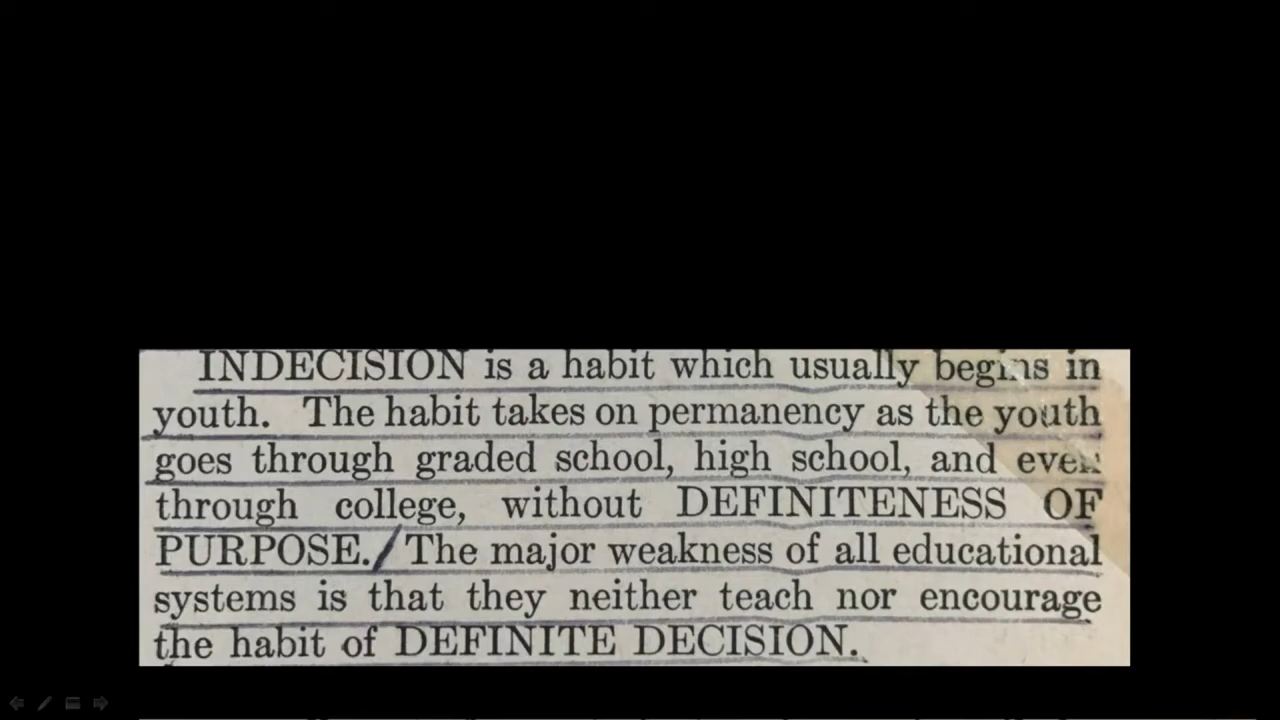 INDECISION is a habit which usually begins in
youth. The habit takes on permanency as the youth
goes through graded school, high school, and even
through college, without DEFINITENESS OF
PURPOSE./ The major weakness of all educational
systems is that they neither teach nor encourage
the habit of DEFINITE DECISION.